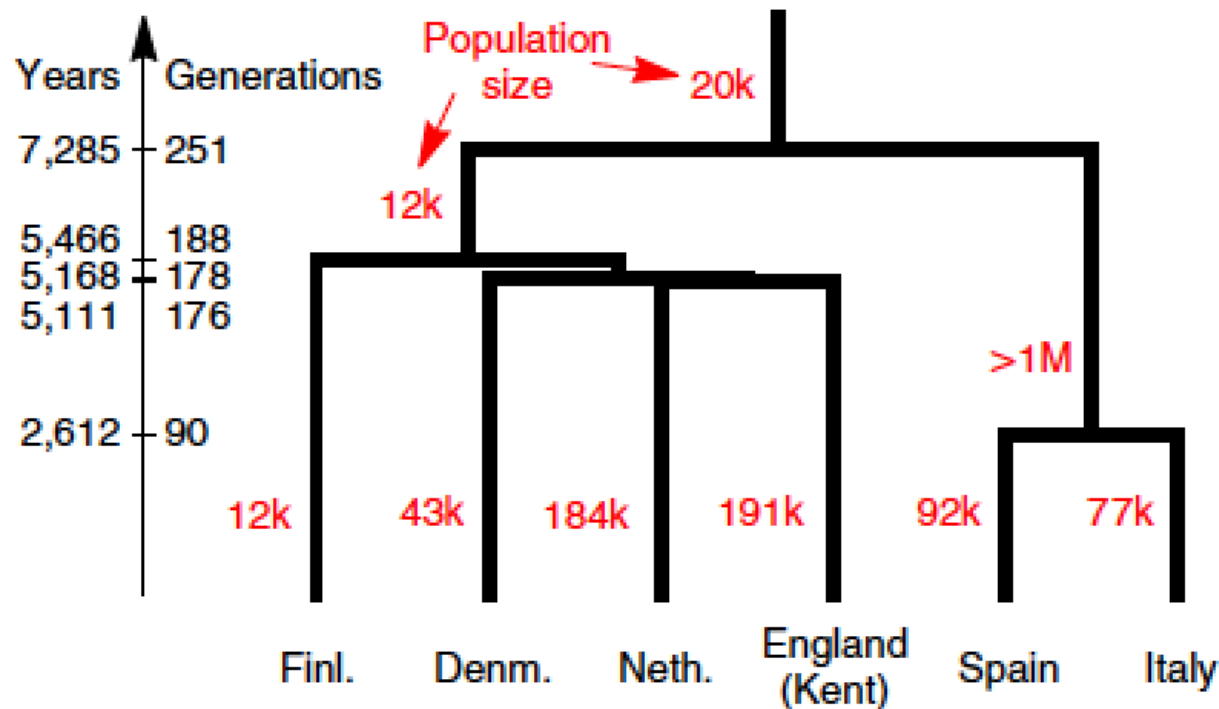 Population
size
20k
Years Generations
7,285 251
12k
5,466 188
5,168 178
5,111 176
>1M
2,612 90
12k 43k 184k 191k 92k 77k
Finl. Denm. Neth. England (Kent) Spain Italy